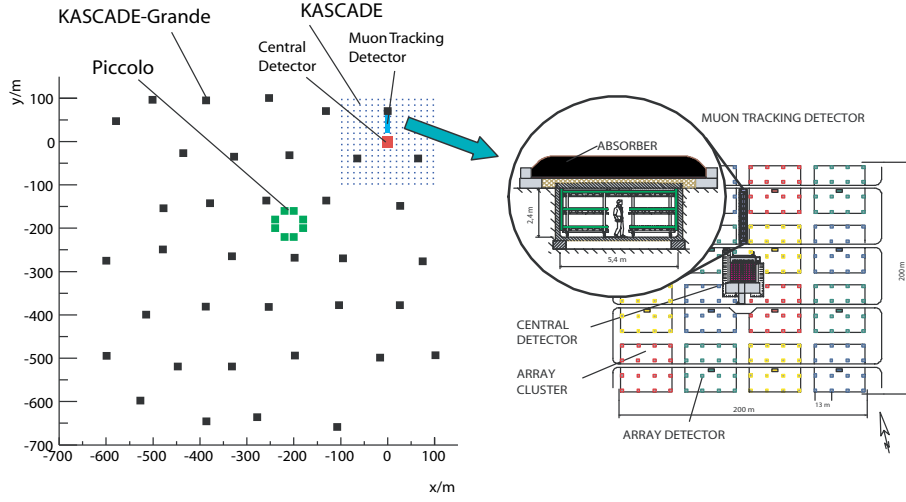 KASCADE-Grande
KASCADE
Central
Detector
Muon Tracking
Detector
Piccolo
y/m
100
0
-100
-200
-300
-400
-500
-600
-700
-700
-600
-500
-400
-300
-200
-100
0
100
x/m
MUON TRACKING DETECTOR
ABSORBER
2,4m
5,4 m
200m
CENTRAL
DETECTOR
ARRAY
CLUSTER
200 m
13 m
ARRAY DETECTOR
N